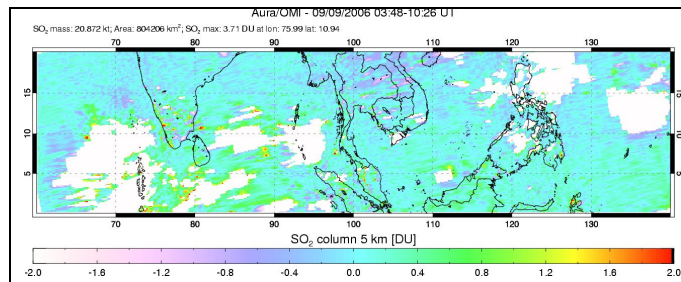 Aura/OMI - 09/09/2006 03:48-10:26 UT
SO₂ mass: 20.872 kt; Area: 804206 km²; SO₂ max: 3.71 DU at lon: 75.99 lat: 10.94
70 80 90 100 110 120 130
15
10
5
70 80 90 100 110 120 130
SO₂ column 5 km [DU]
-2.0 -1.6 -1.2 -0.8 -0.4 0.0 0.4 0.8 1.2 1.6 2.0